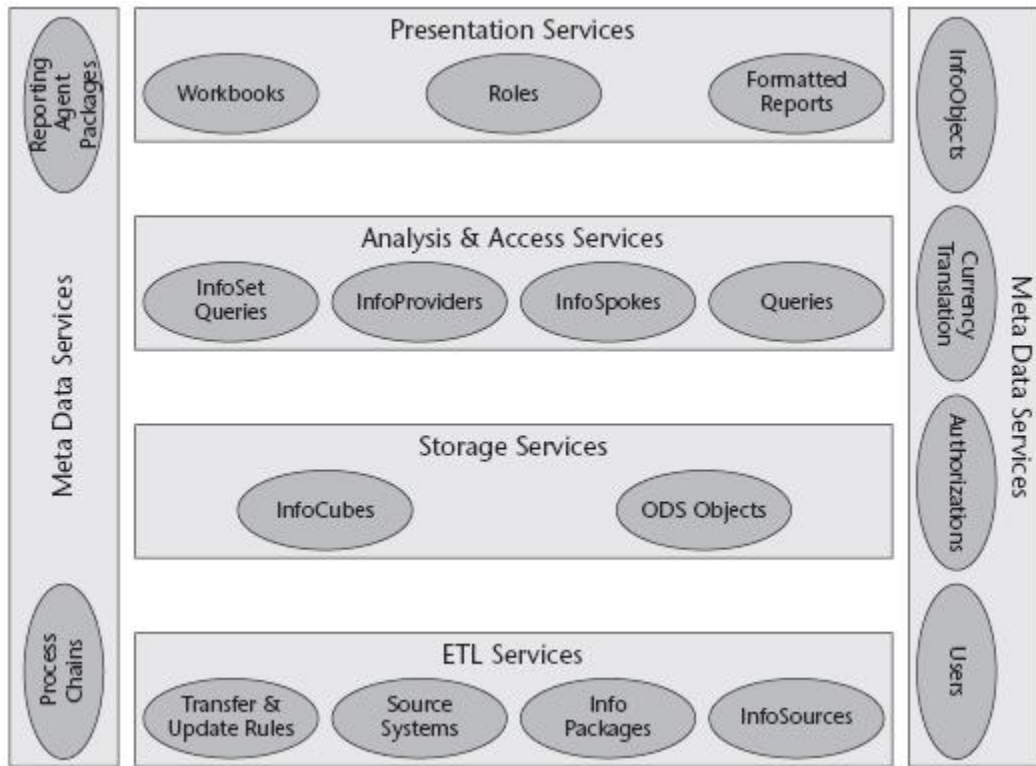 Reporting
Agent
Packages
Meta Data Services
Process
Chains
Presentation Services
Workbooks
Roles
Formatted
Reports
Analysis & Access Services
InfoSet
Queries
InfoProviders
InfoSpokes
Queries
Storage Services
InfoCubes
ODS Objects
ETL Services
Transfer &
Update Rules
Source
Systems
Info
Packages
InfoSources
InfoObjects
Currency
Translation
Authorizations
Users
Meta Data Services